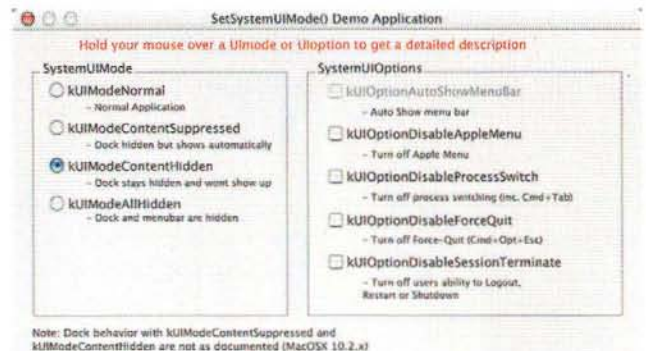 SetSystemUIMode() Demo Application
Hold your mouse over a UImode or UIoption to get a detailed description
SystemUIMode
kUIModeNormal
- Normal Application
kUIModeContentSuppressed
- Dock hidden but shows automatically
kUIModeContentHidden
- Dock stays hidden and wont show up
kUIModeAllHidden
- Dock and menubar are hidden
SystemUIOptions
kUIOptionAutoShowMenuBar
- Auto Show menu bar
kUIOptionDisableAppleMenu
- Turn off Apple Menu
kUIOptionDisableProcessSwitch
- Turn off process switching (inc. Cmd+Tab)
kUIOptionDisableForceQuit
- Turn off Force-Quit (Cmd+Opt+Esc)
kUIOptionDisableSessionTerminate
- Turn off users ability to Logout,
Restart or Shutdown
Note: Dock behavior with kUIModeContentSuppressed and
kUIModeContentHidden are not as documented (MacOSX 10.2.x)